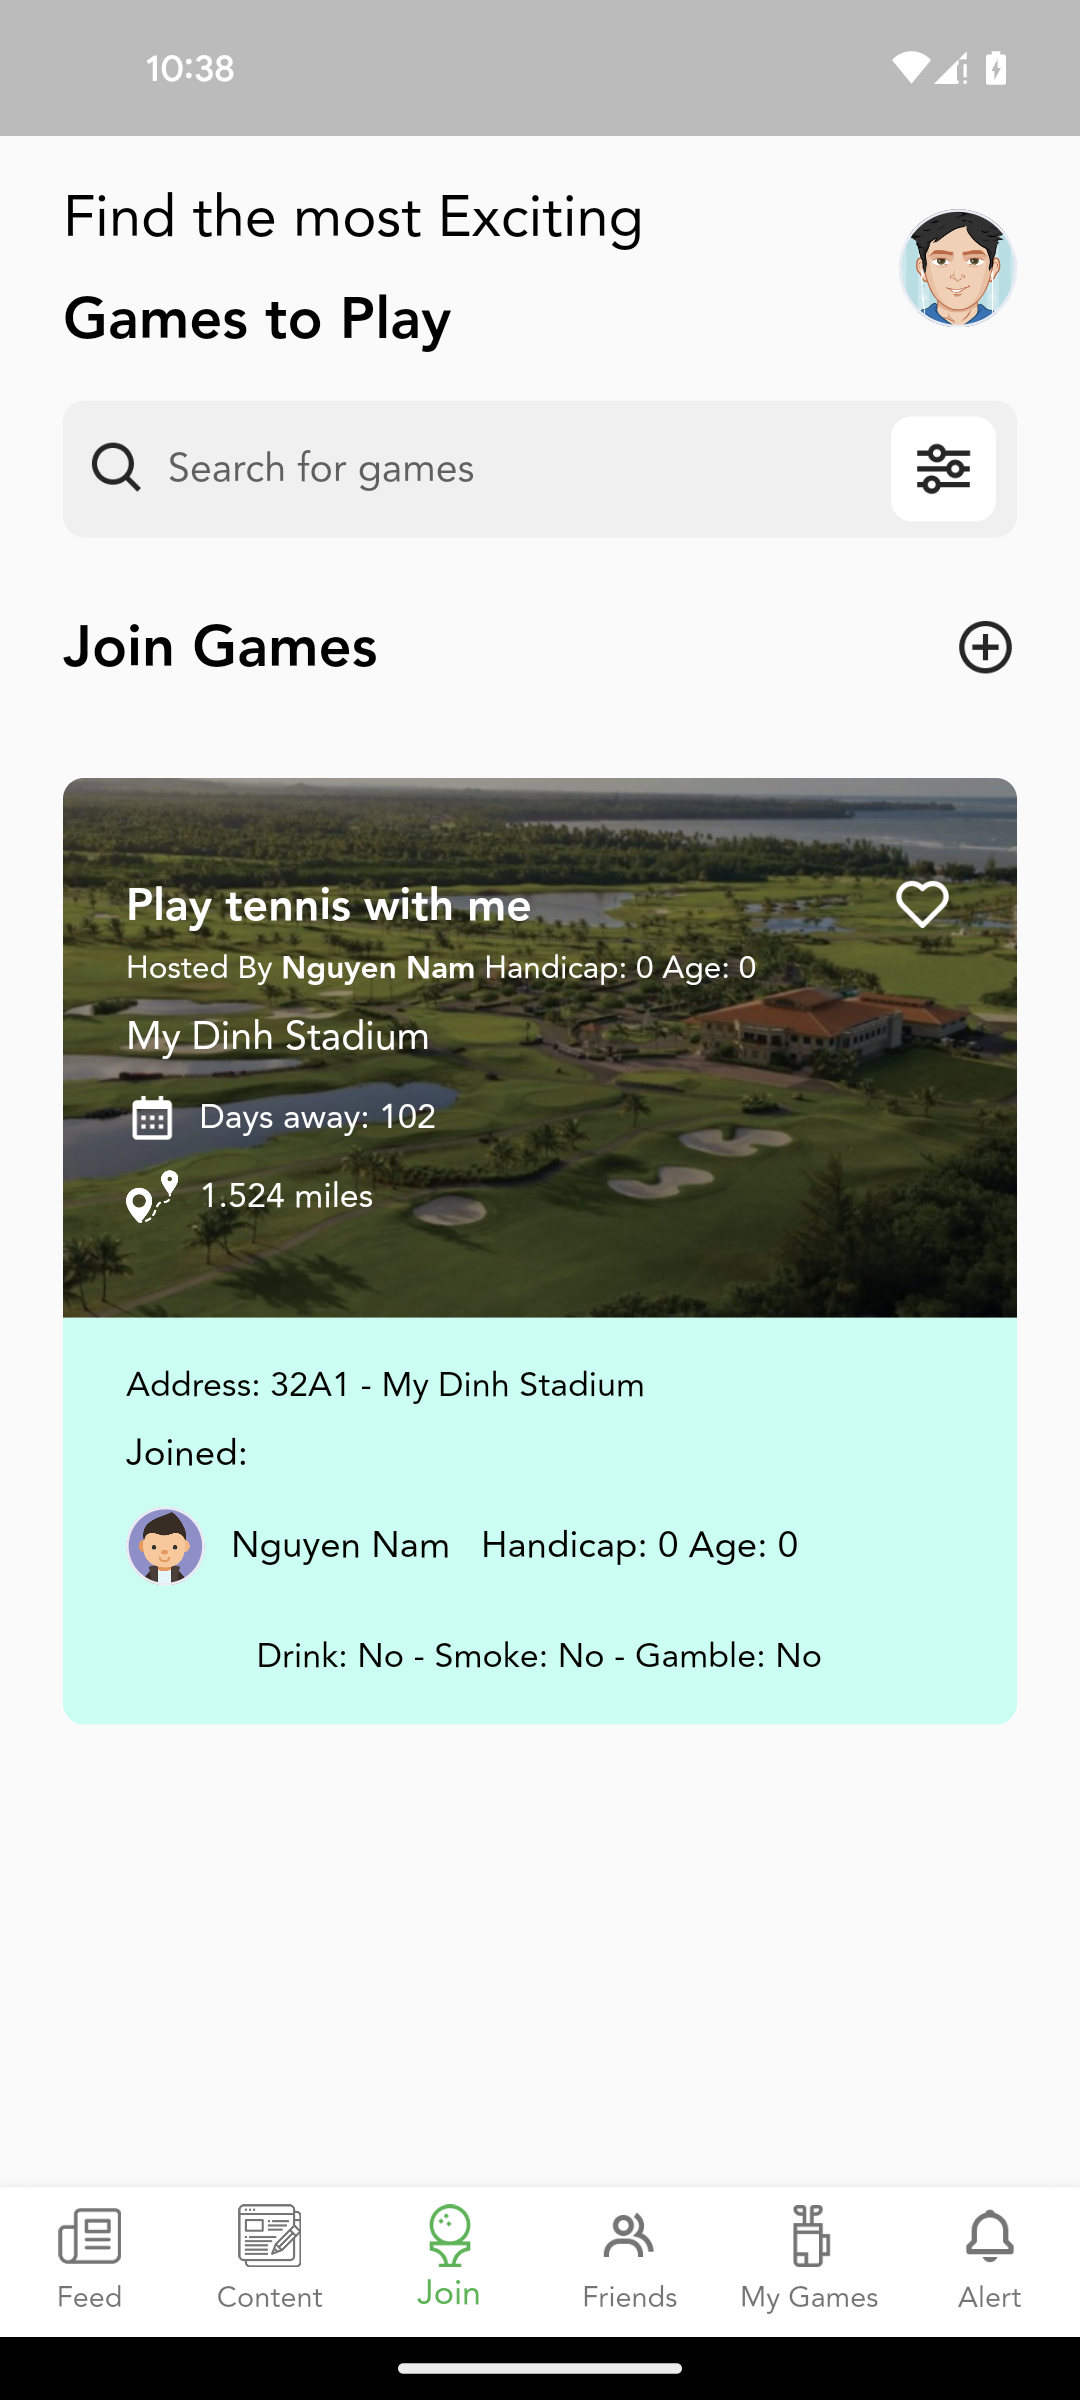 10:38
Find the most Exciting
Games to Play
Search for games
Join Games
Play tennis with me
Hosted By Nguyen Nam Handicap: 0 Age: 0
My Dinh Stadium
Days away: 102
1.524 miles
Address: 32A1 - My Dinh Stadium
Joined:
Nguyen Nam Handicap: 0 Age: 0
Drink: No - Smoke: No - Gamble: No
Feed Content Join Friends My Games Alert